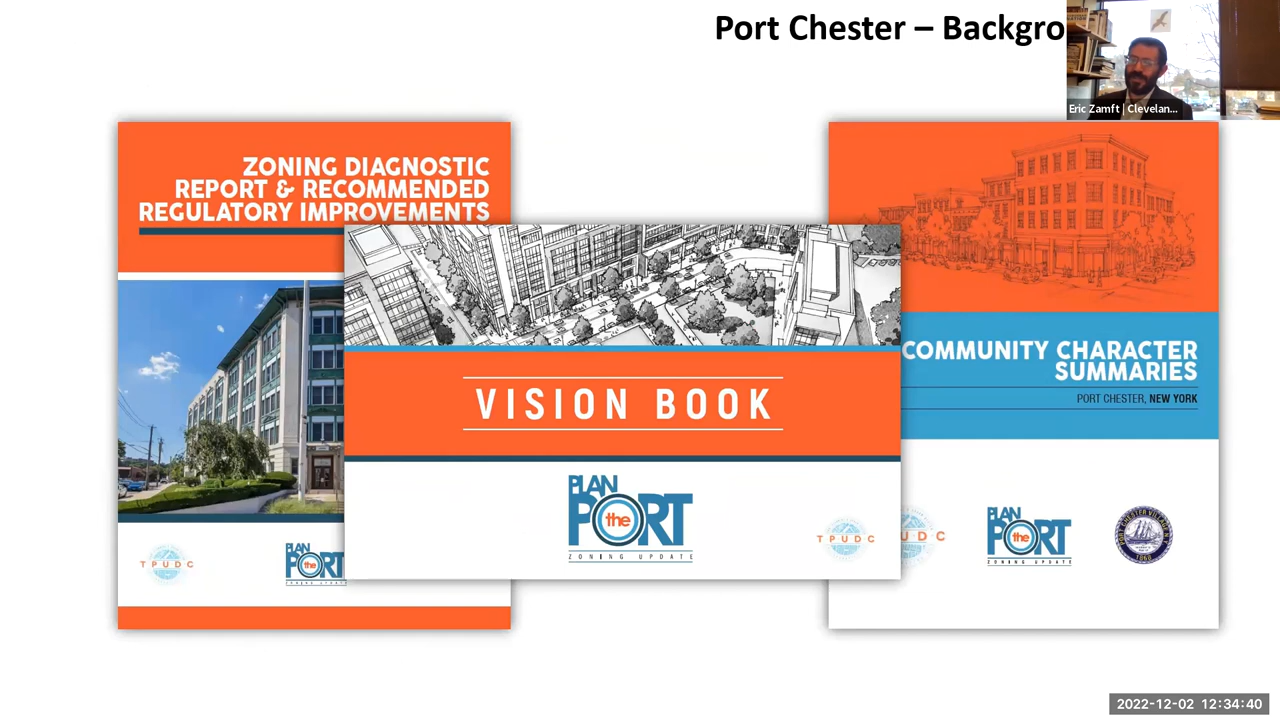 Port Chester – Backgro
Eric Zamft | Clevelan...
ZONING DIAGNOSTIC
REPORT & RECOMMENDED
REGULATORY IMPROVEMENTS
VISION BOOK
COMMUNITY CHARACTER
SUMMARIES
PORT CHESTER, NEW YORK
PLAN
the
PORT
ZONING UPDATE
TPUDC
PLAN
the
PORT
TPUDC
UDC
PLAN
the
PORT
ZONING UPDATE
1868
2022-12-02 12:34:40